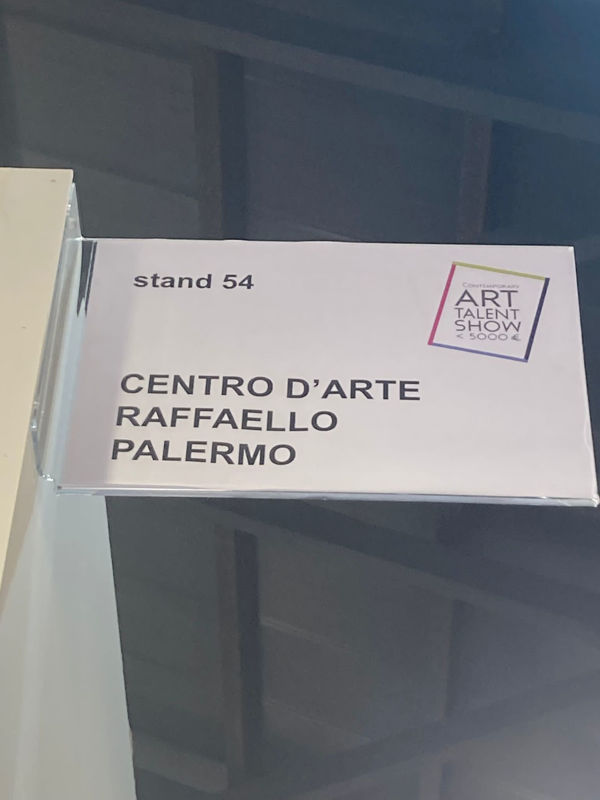 stand 54
CONTEMPORARY
ART
TALENT
SHOW
< 5000 €
CENTRO D'ARTE
RAFFAELLO
PALERMO